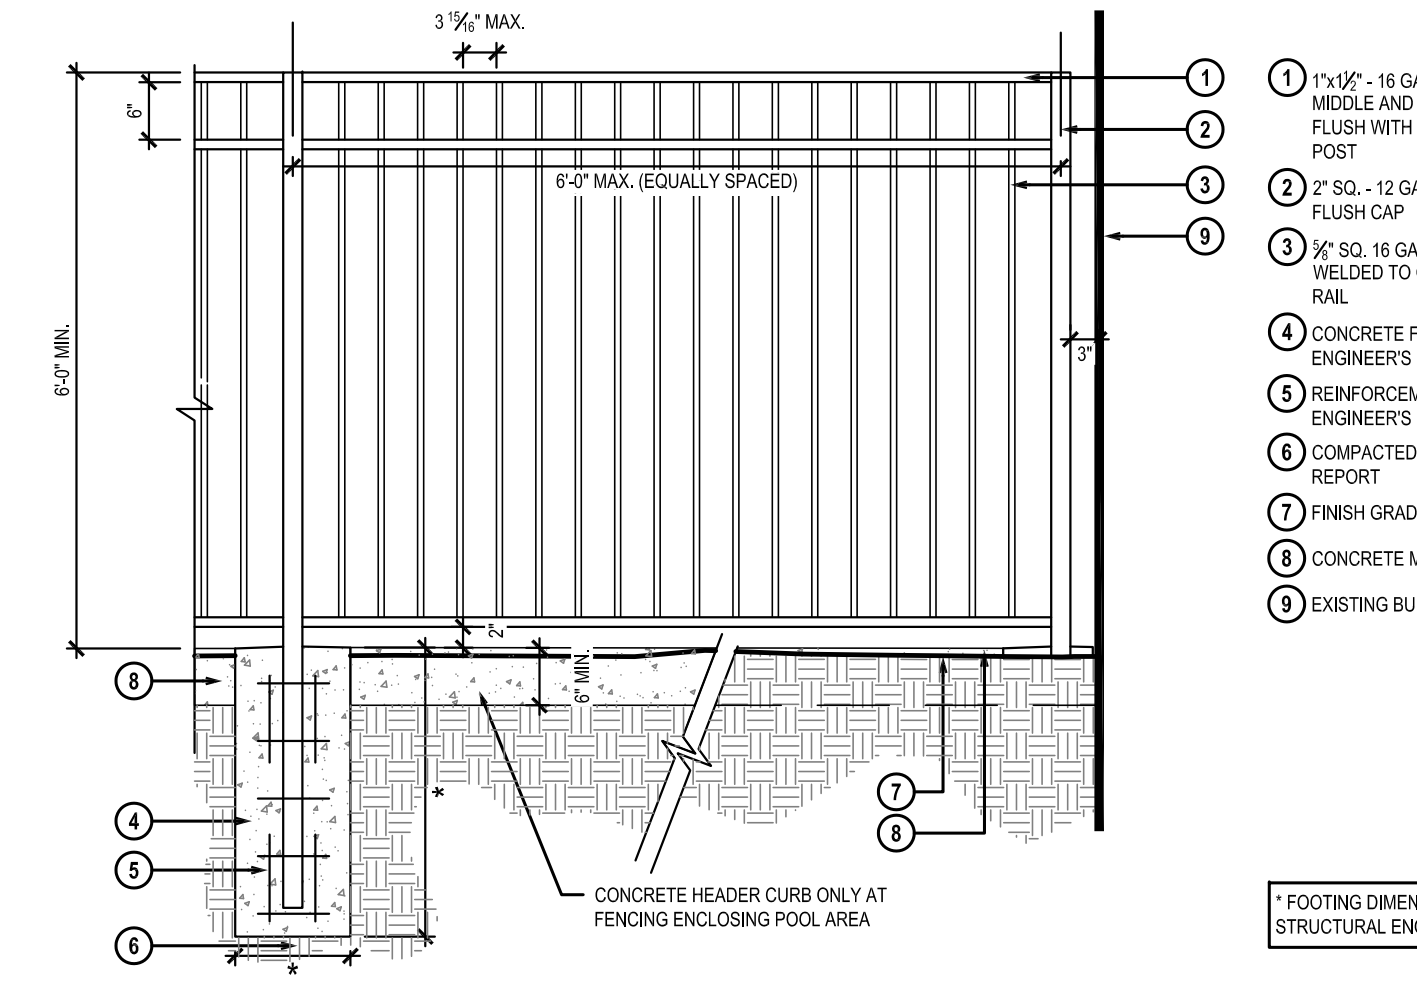 3 15/16" MAX.
6"
6'-0" MAX. (EQUALLY SPACED)
6'-0" MIN.
3"
2"
6" MIN.
1
2
3
9
8
4
5
6
7
8
*
*
CONCRETE HEADER CURB ONLY AT
FENCING ENCLOSING POOL AREA
1 1"x1½" - 16 GA
MIDDLE AND
FLUSH WITH
POST
2 2" SQ. - 12 GA
FLUSH CAP
3 ⅝" SQ. 16 GA
WELDED TO
RAIL
4 CONCRETE F
ENGINEER'S
5 REINFORCEM
ENGINEER'S
6 COMPACTED
REPORT
7 FINISH GRAD
8 CONCRETE M
9 EXISTING BU
* FOOTING DIMEN
STRUCTURAL ENG